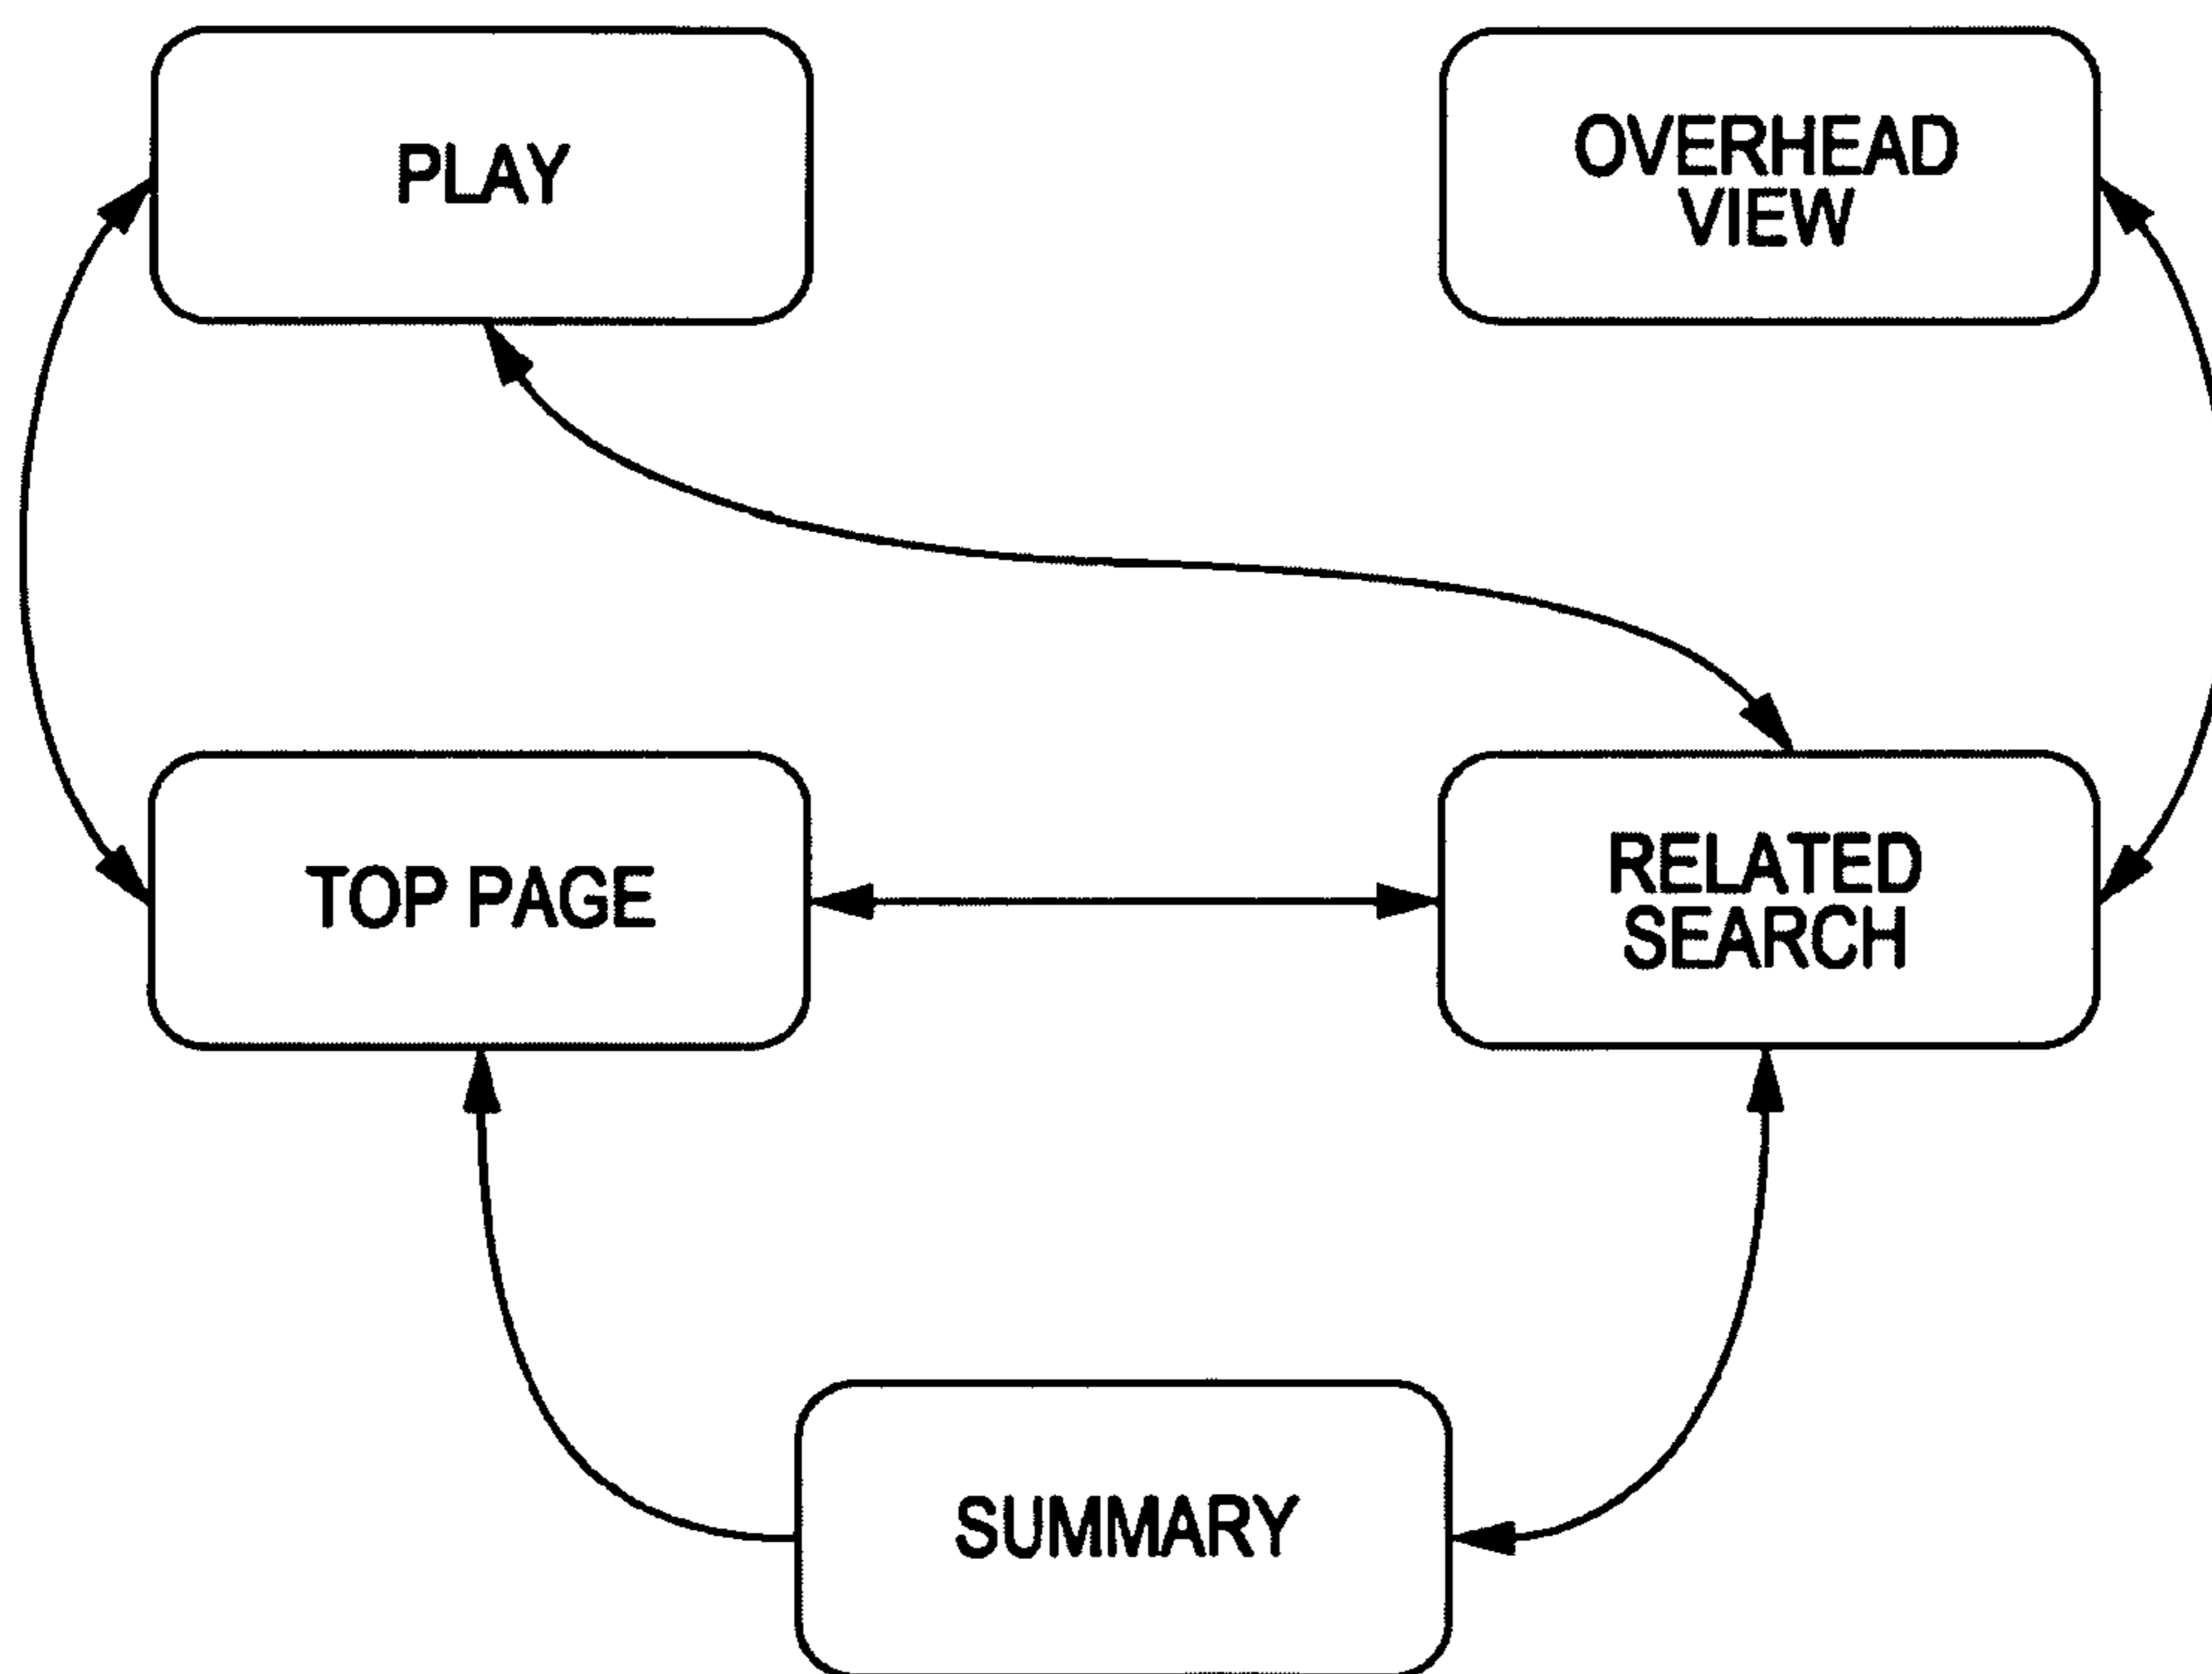 PLAY
OVERHEAD
VIEW
TOP PAGE
RELATED
SEARCH
SUMMARY